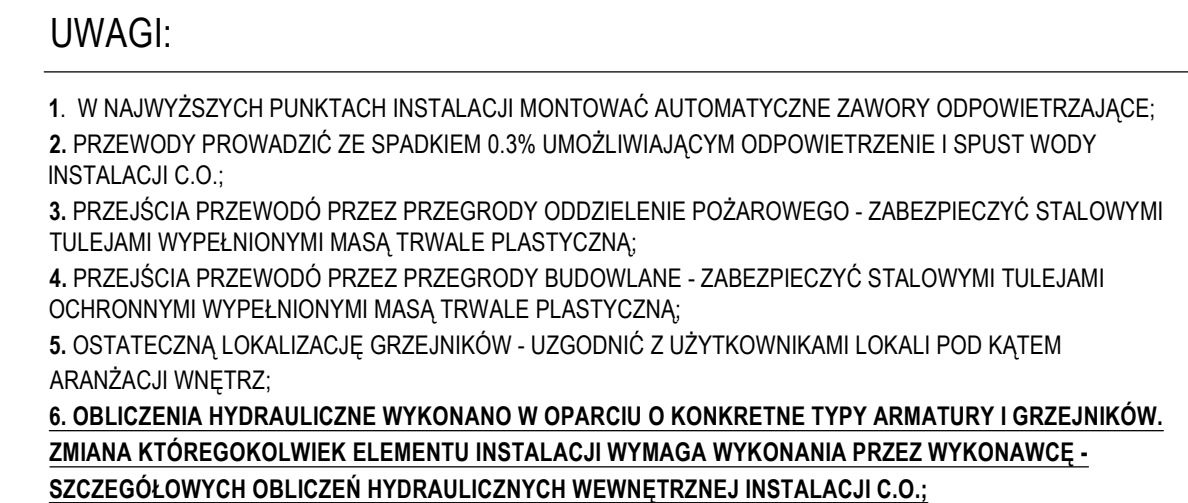 UWAGI:
1. W NAJWYŻSZYCH PUNKTACH INSTALACJI MONTOWAĆ AUTOMATYCZNE ZAWORY ODPOWIETRZAJĄCE;
2. PRZEWODY PROWADZIĆ ZE SPADKIEM 0.3% UMOŻLIWIAJĄCYM ODPOWIETRZENIE I SPUST WODY
INSTALACJI C.O.;
3. PRZEJŚCIA PRZEWODÓ PRZEZ PRZEGRODY ODDZIELENIE POŻAROWEGO - ZABEZPIECZYĆ STALOWYMI
TULEJAMI WYPEŁNIONYMI MASĄ TRWALE PLASTYCZNĄ;
4. PRZEJŚCIA PRZEWODÓ PRZEZ PRZEGRODY BUDOWLANE - ZABEZPIECZYĆ STALOWYMI TULEJAMI
OCHRONNYMI WYPEŁNIONYMI MASĄ TRWALE PLASTYCZNĄ;
5. OSTATECZNĄ LOKALIZACJĘ GRZEJNIKÓW - UZGODNIĆ Z UŻYTKOWNIKAMI LOKALI POD KĄTEM
ARANŻACJI WNĘTRZ;
6. OBLICZENIA HYDRAULICZNE WYKONANO W OPARCIU O KONKRETNE TYPY ARMATURY I GRZEJNIKÓW.
ZMIANA KTÓREGOKOLWIEK ELEMENTU INSTALACJI WYMAGA WYKONANIA PRZEZ WYKONAWCĘ -
SZCZEGÓŁOWYCH OBLICZEŃ HYDRAULICZNYCH WEWNĘTRZNEJ INSTALACJI C.O.;